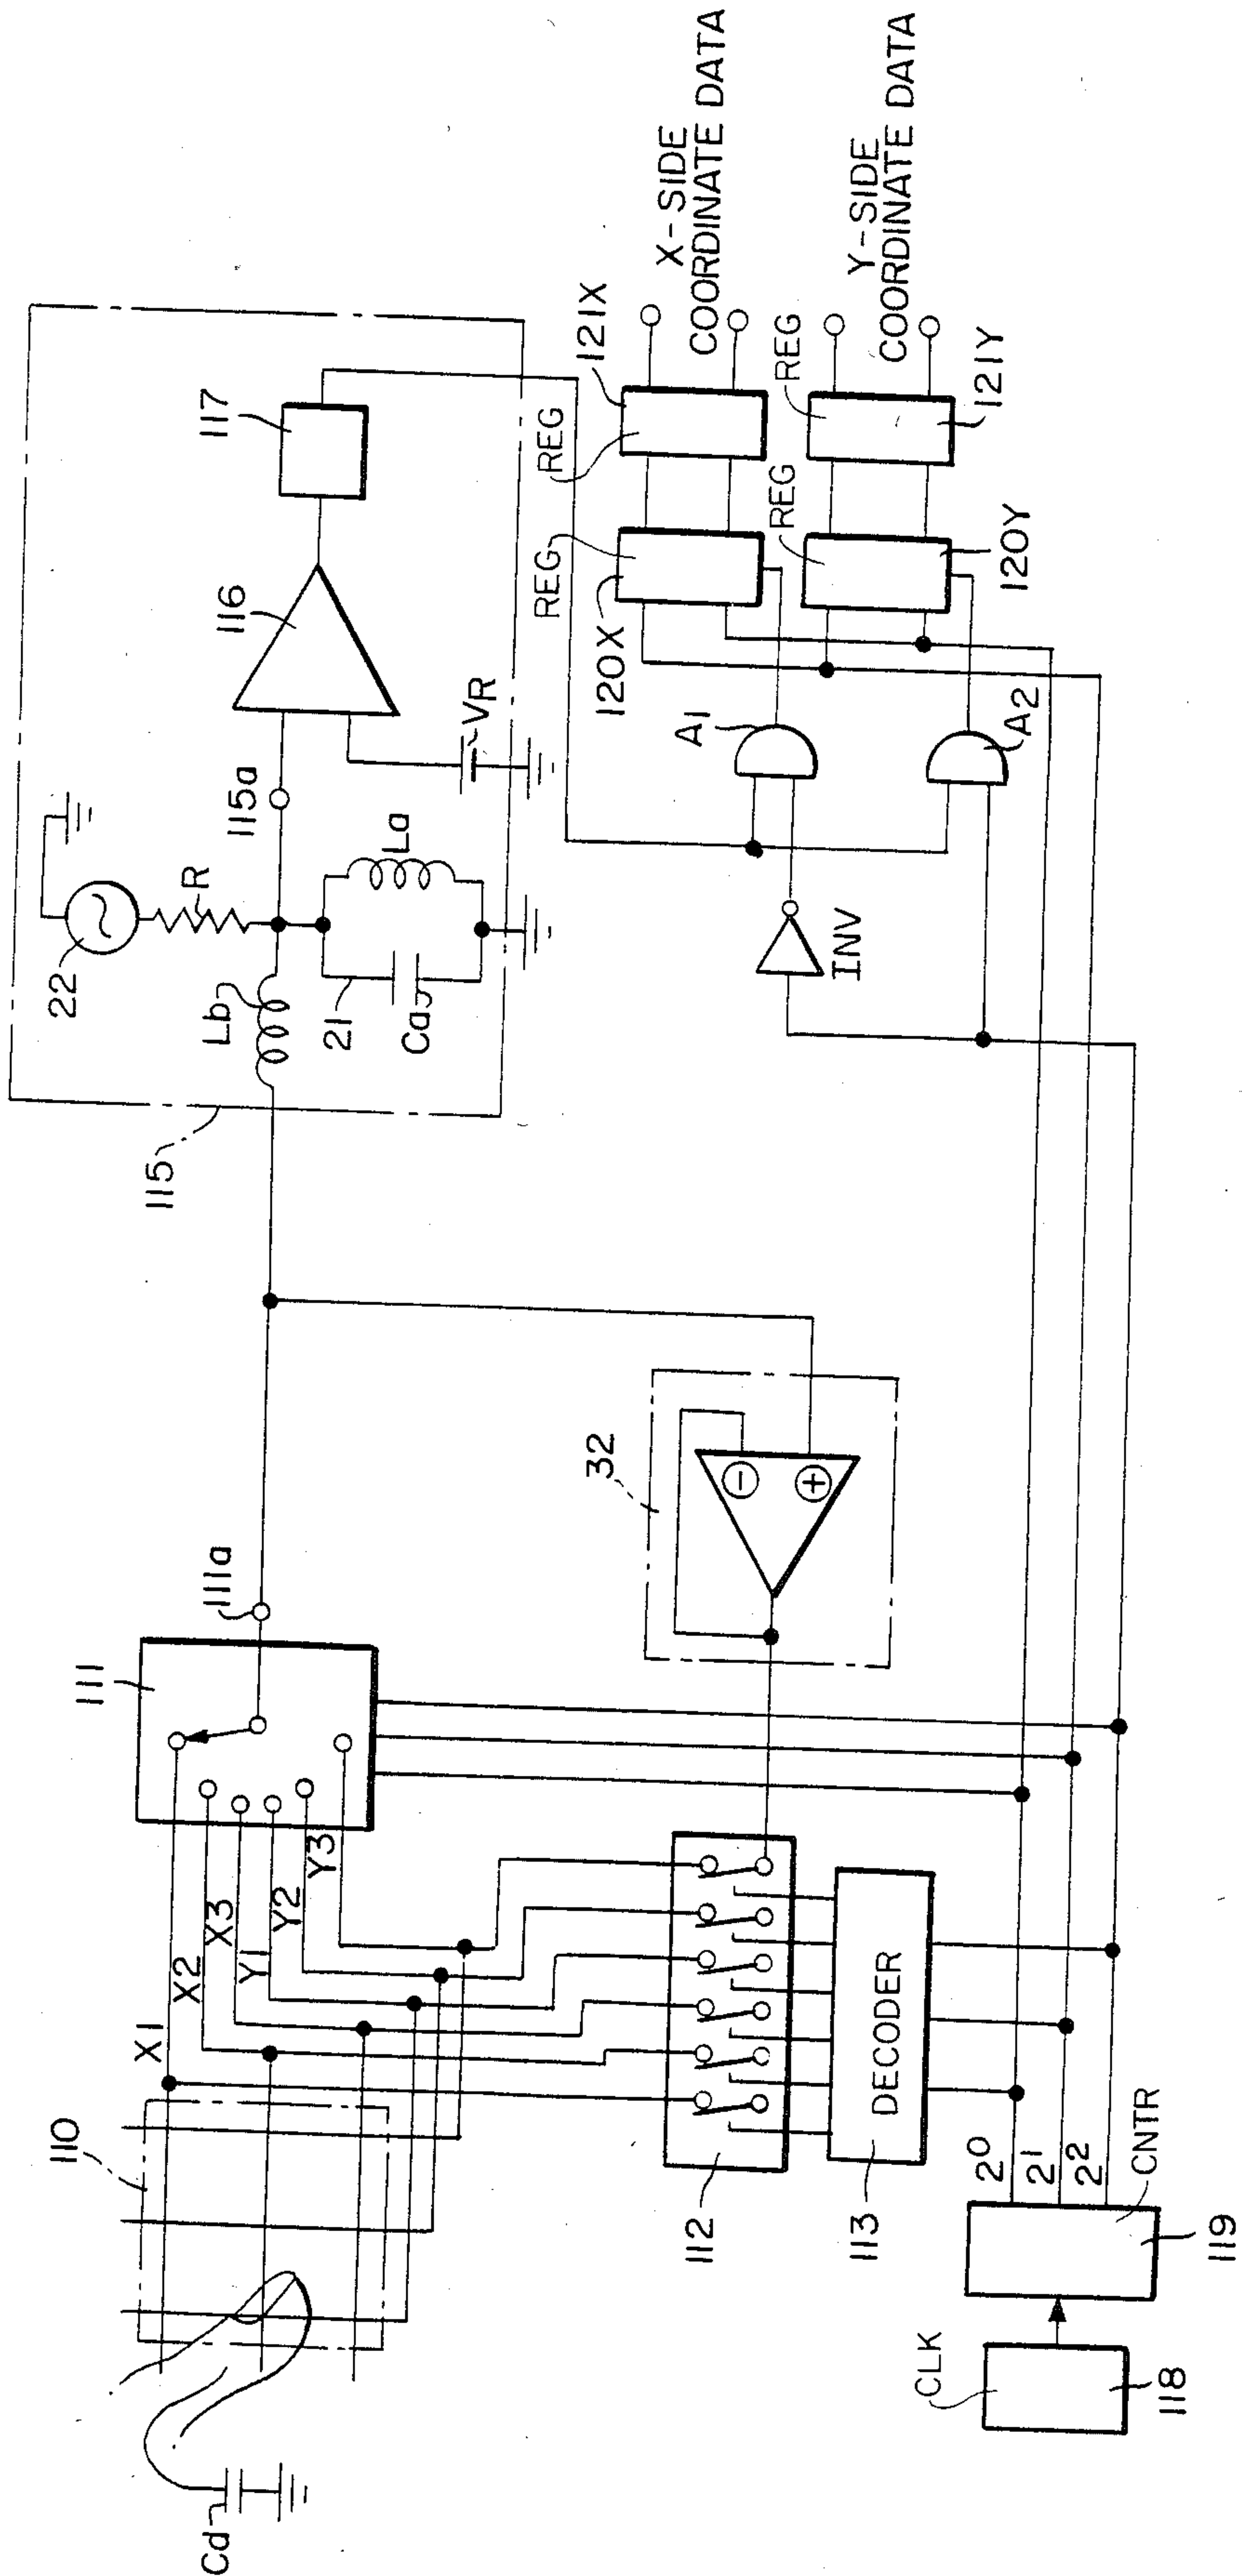 22
R
115a
116
117
Lb
21
Ca
La
VR
115
121X
REG
X-SIDE
COORDINATE DATA
REG
120X
REG
REG
Y-SIDE
COORDINATE DATA
121Y
120Y
A1
A2
INV
111
111a
32
−
+
X1
X2
X3
Y1
Y2
Y3
110
Cd
112
DECODER
113
2⁰
2¹
2²
CNTR
119
CLK
118